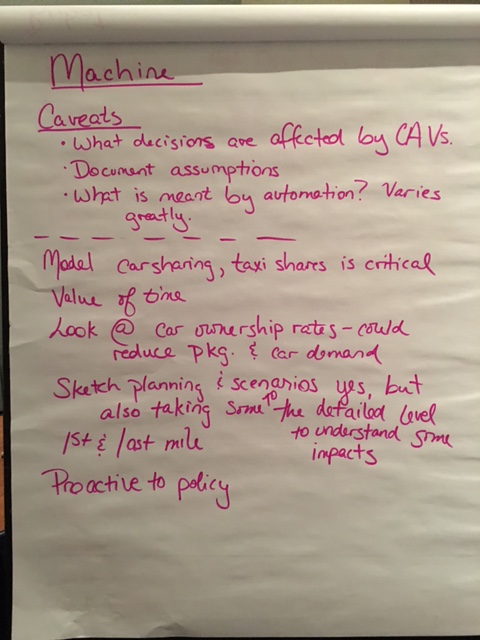 Machine
Caveats
· What decisions are affected by CAVs.
· Document assumptions
· What is meant by automation? Varies
greatly.
Model carsharing, taxi shares is critical
Value of time
Look @ car ownership rates - could
reduce pkg. & car demand
Sketch planning & scenarios yes, but
also taking some to the detailed level
to understand some
impacts
1st & last mile
Proactive to policy